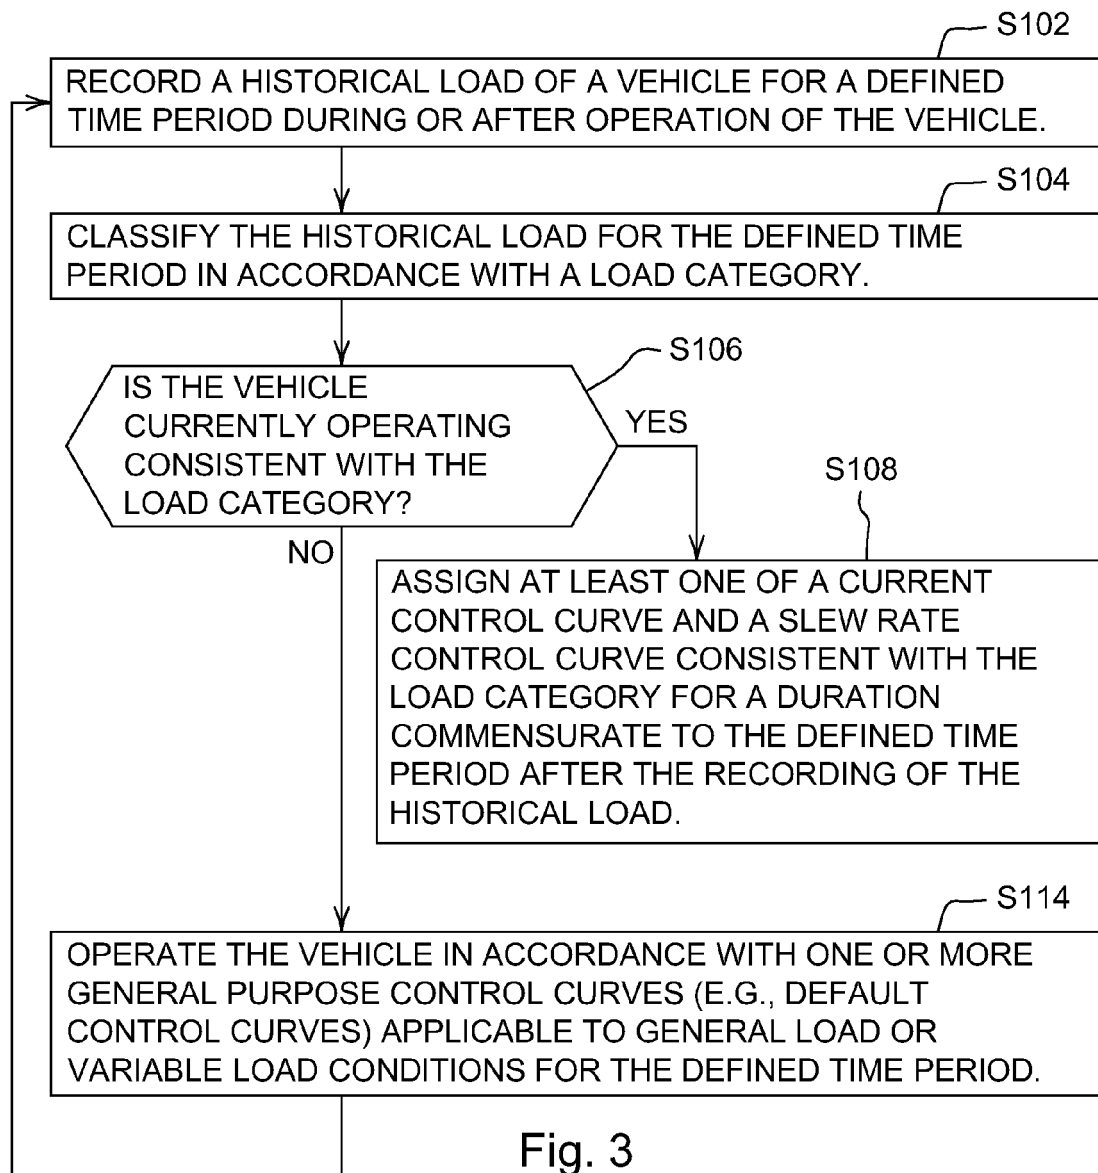 S102
RECORD A HISTORICAL LOAD OF A VEHICLE FOR A DEFINED
TIME PERIOD DURING OR AFTER OPERATION OF THE VEHICLE.
S104
CLASSIFY THE HISTORICAL LOAD FOR THE DEFINED TIME
PERIOD IN ACCORDANCE WITH A LOAD CATEGORY.
S106
IS THE VEHICLE
CURRENTLY OPERATING
CONSISTENT WITH THE
LOAD CATEGORY?
YES
NO
S108
ASSIGN AT LEAST ONE OF A CURRENT
CONTROL CURVE AND A SLEW RATE
CONTROL CURVE CONSISTENT WITH THE
LOAD CATEGORY FOR A DURATION
COMMENSURATE TO THE DEFINED TIME
PERIOD AFTER THE RECORDING OF THE
HISTORICAL LOAD.
S114
OPERATE THE VEHICLE IN ACCORDANCE WITH ONE OR MORE
GENERAL PURPOSE CONTROL CURVES (E.G., DEFAULT
CONTROL CURVES) APPLICABLE TO GENERAL LOAD OR
VARIABLE LOAD CONDITIONS FOR THE DEFINED TIME PERIOD.
Fig. 3